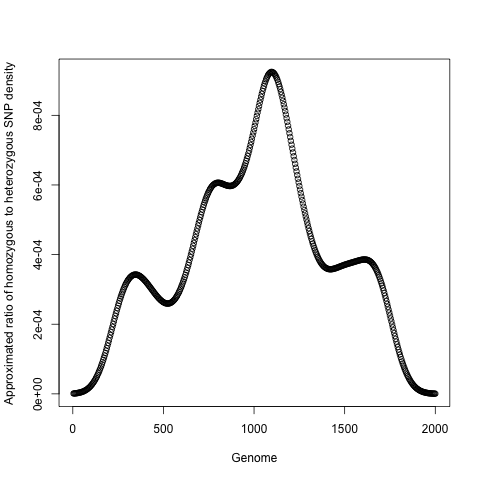 Approximated ratio of homozygous to heterozygous SNP density
8e-04
6e-04
4e-04
2e-04
0e+00
0 500 1000 1500 2000
Genome